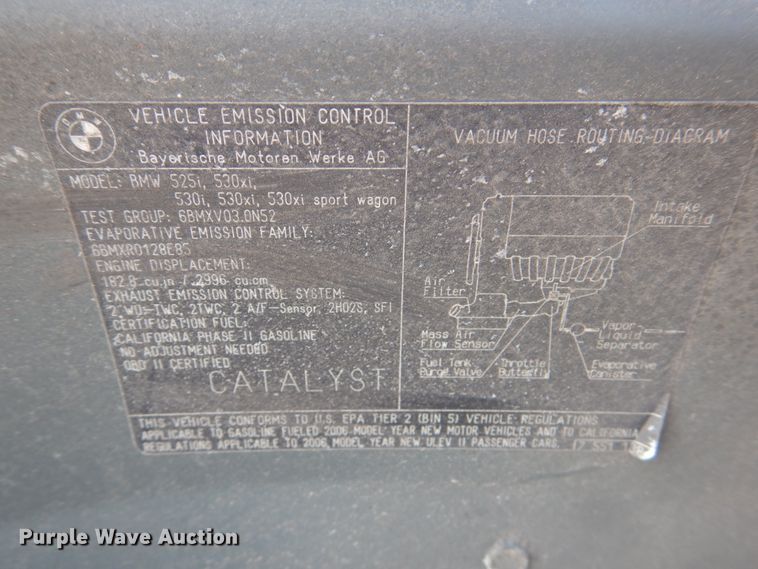 BMW
VEHICLE EMISSION CONTROL
INFORMATION
Bayerische Motoren Werke AG
MODEL: BMW 525i, 530xi,
530i, 530xi, 530xi sport wagon
TEST GROUP: 6BMXV03.0N52
EVAPORATIVE EMISSION FAMILY:
6BMXR0128E85
ENGINE DISPLACEMENT:
182.8 cu.in / 2996 cu.cm
EXHAUST EMISSION CONTROL SYSTEM:
2 WU-TWC, 2TWC, 2 A/F-Sensor, 2HO2S, SFI
CERTIFICATION FUEL:
CALIFORNIA PHASE II GASOLINE
NO ADJUSTMENT NEEDED
OBD II CERTIFIED
CATALYST
VACUUM HOSE ROUTING-DIAGRAM
Intake
Manifold
Air
Filter
Mass Air
Flow Sensor
Vapor-
Liquid
Separator
Fuel Tank
Purge Valve
Throttle
Butterfly
Evaporative
Canister
THIS VEHICLE CONFORMS TO U.S. EPA TIER 2 (BIN 5) VEHICLE REGULATIONS
APPLICABLE TO GASOLINE FUELED 2006 MODEL YEAR NEW MOTOR VEHICLES AND TO CALIFORNIA
REGULATIONS APPLICABLE TO 2006 MODEL YEAR NEW ULEV II PASSENGER CARS.
Purple Wave Auction